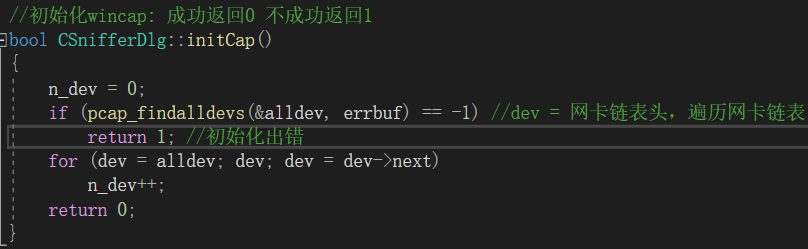 //初始化wincap: 成功返回0 不成功返回1
bool CSnifferDlg::initCap()
{
n_dev = 0;
if (pcap_findalldevs(&alldev, errbuf) == -1) //dev = 网卡链表头，遍历网卡链表
return 1; //初始化出错
for (dev = alldev; dev; dev = dev->next)
n_dev++;
return 0;
}